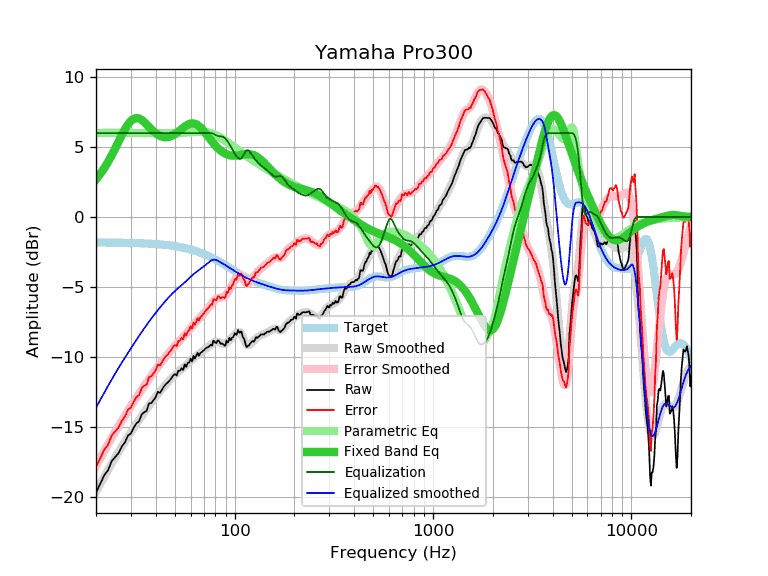 Yamaha Pro300
10
5
0
−5
−10
−15
−20
Amplitude (dBr)
Target
Raw Smoothed
Error Smoothed
Raw
Error
Parametric Eq
Fixed Band Eq
Equalization
Equalized smoothed
100 1000 10000
Frequency (Hz)